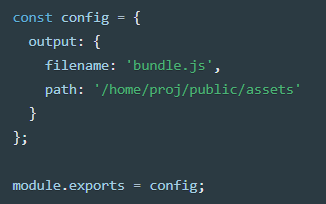 const config = {
  output: {
    filename: 'bundle.js',
    path: '/home/proj/public/assets'
  }
};

module.exports = config;